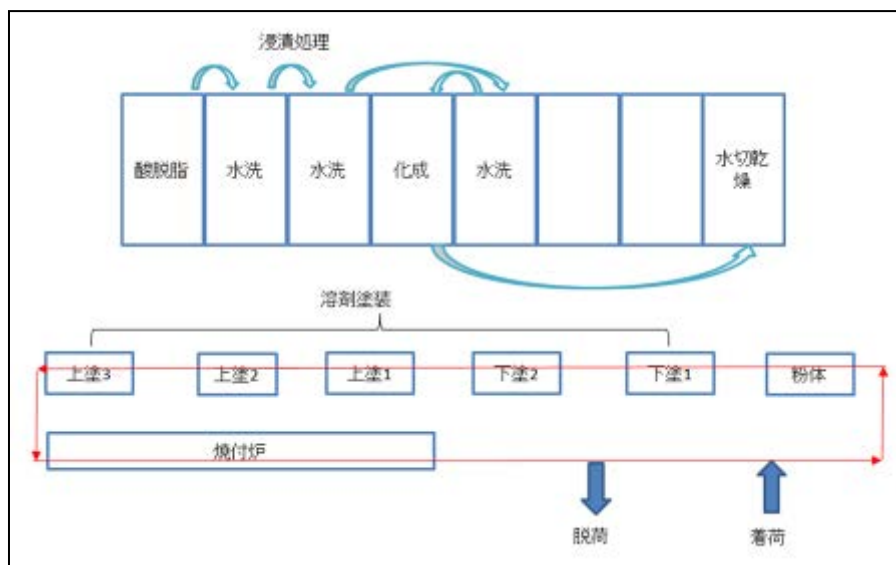 浸漬処理
酸脱脂
水洗
水洗
化成
水洗
水切乾
燥
溶剤塗装
上塗3
上塗2
上塗1
下塗2
下塗1
粉体
焼付炉
脱荷
着荷